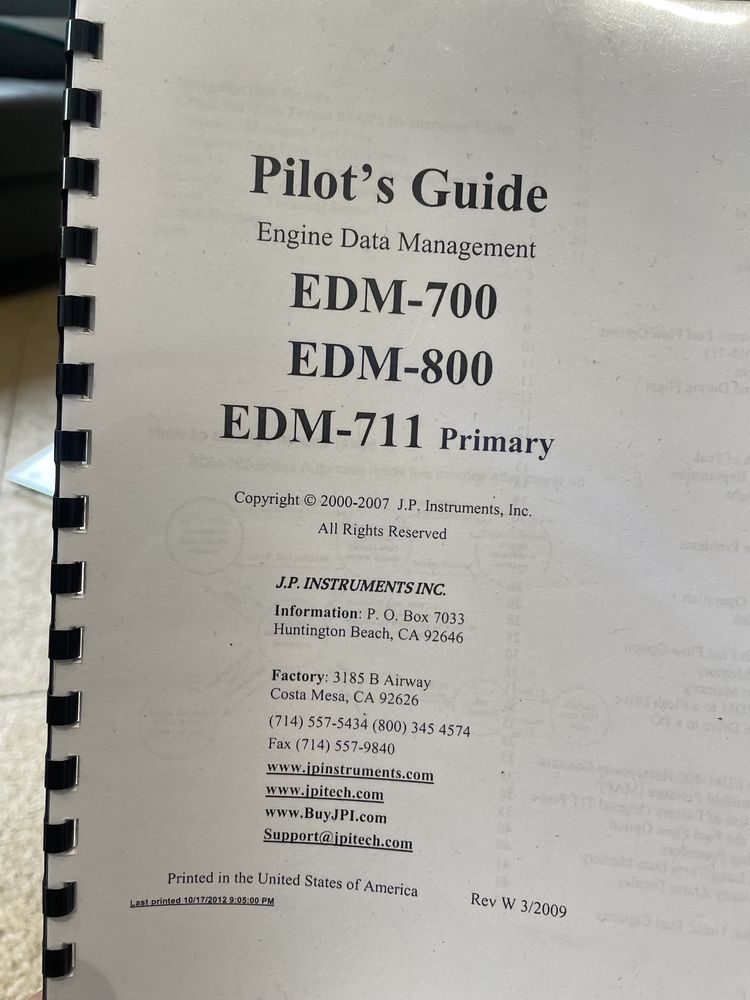 Pilot's Guide
Engine Data Management
EDM-700
EDM-800
EDM-711 Primary
Copyright © 2000-2007 J.P. Instruments, Inc.
All Rights Reserved
J.P. INSTRUMENTS INC.
Information: P. O. Box 7033
Huntington Beach, CA 92646
Factory: 3185 B Airway
Costa Mesa, CA 92626
(714) 557-5434 (800) 345 4574
Fax (714) 557-9840
www.jpinstruments.com
www.jpitech.com
www.BuyJPI.com
Support@jpitech.com
Printed in the United States of America
Last printed 10/17/2012 9:05:00 PM
Rev W 3/2009